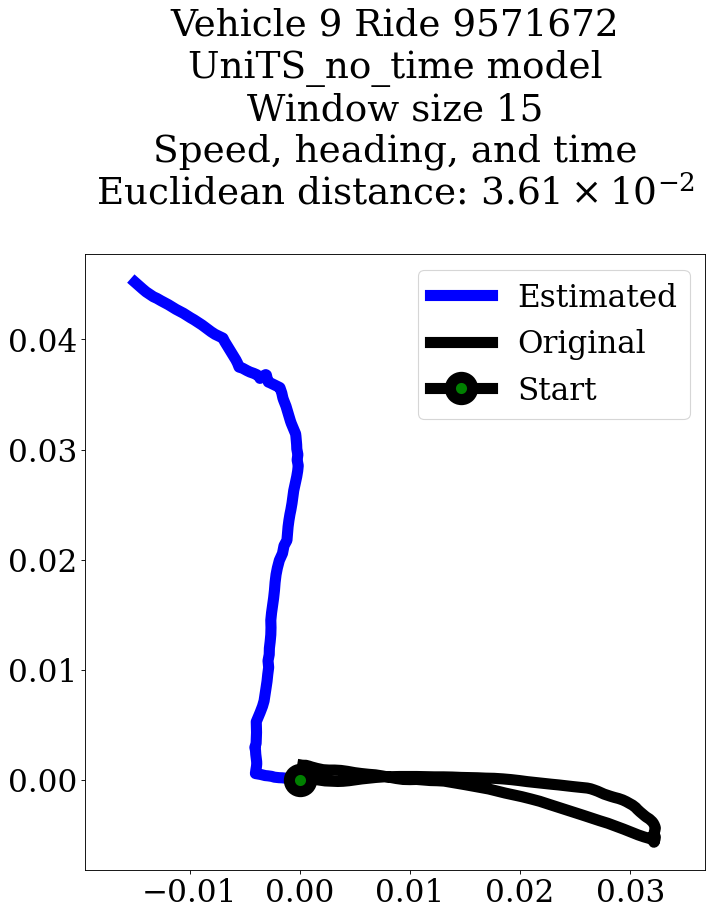 Vehicle 9 Ride 9571672
UniTS_no_time model
Window size 15
Speed, heading, and time
Euclidean distance: 3.61 × 10⁻²
Estimated
Original
Start
0.04
0.03
0.02
0.01
0.00
−0.01 0.00 0.01 0.02 0.03